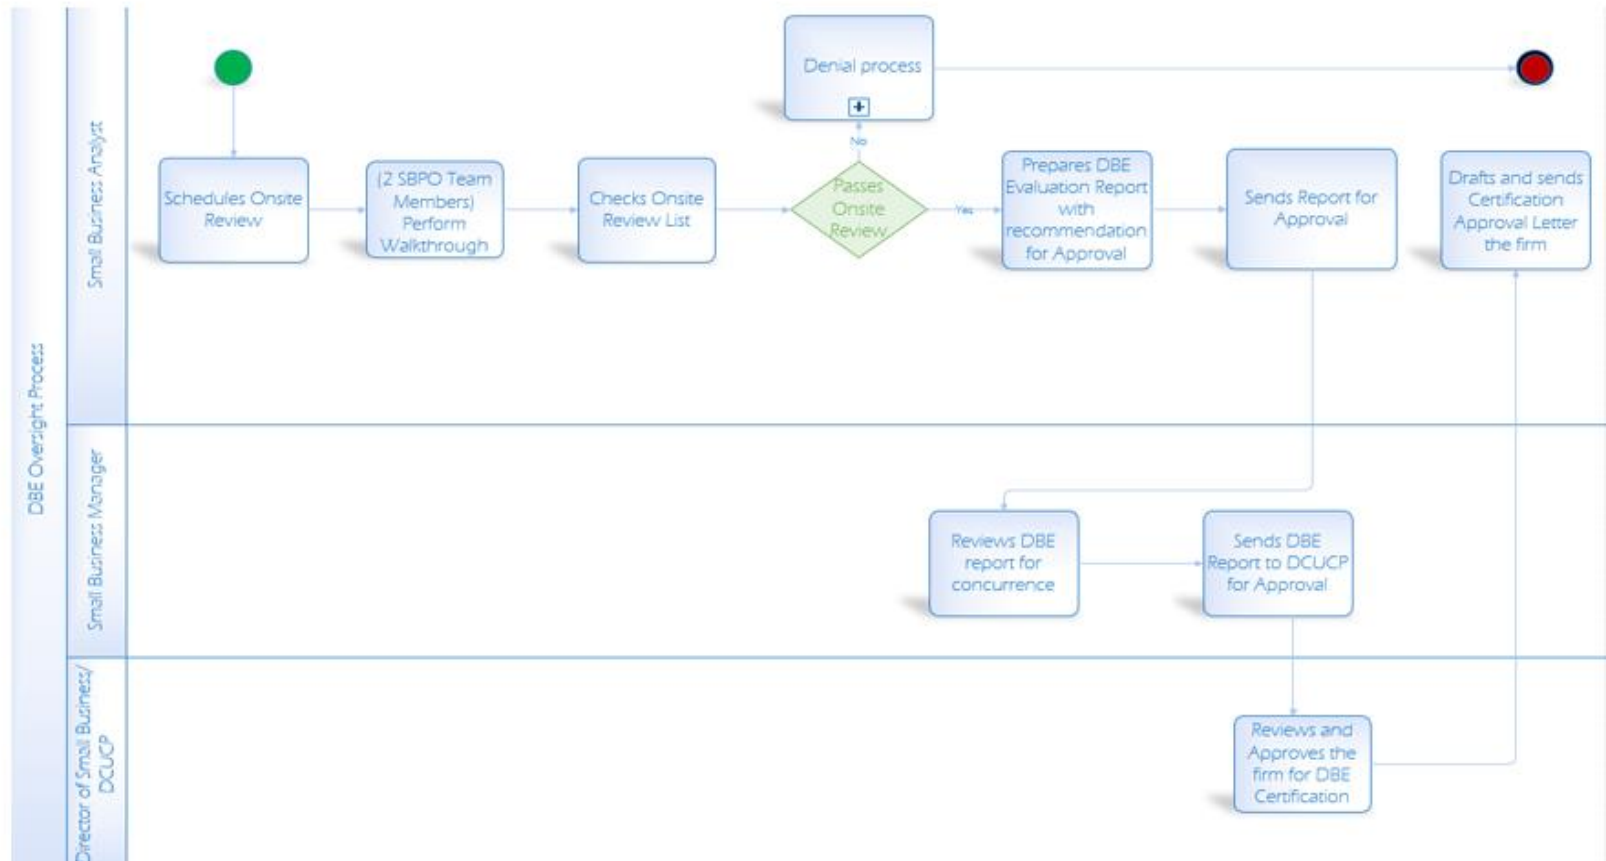 DBE Oversight Process
Small Business Analyst
Denial process
Schedules Onsite
Review
(2 SBPO Team
Members)
Perform
Walkthrough
Checks Onsite
Review List
Passes
Onsite
Review
No
Yes
Prepares DBE
Evaluation Report
with
recommendation
for Approval
Sends Report for
Approval
Drafts and sends
Certification
Approval Letter
the firm
Small Business Manager
Reviews DBE
report for
concurrence
Sends DBE
Report to DCUCP
for Approval
Director of Small Business/
DCUCP
Reviews and
Approves the
firm for DBE
Certification